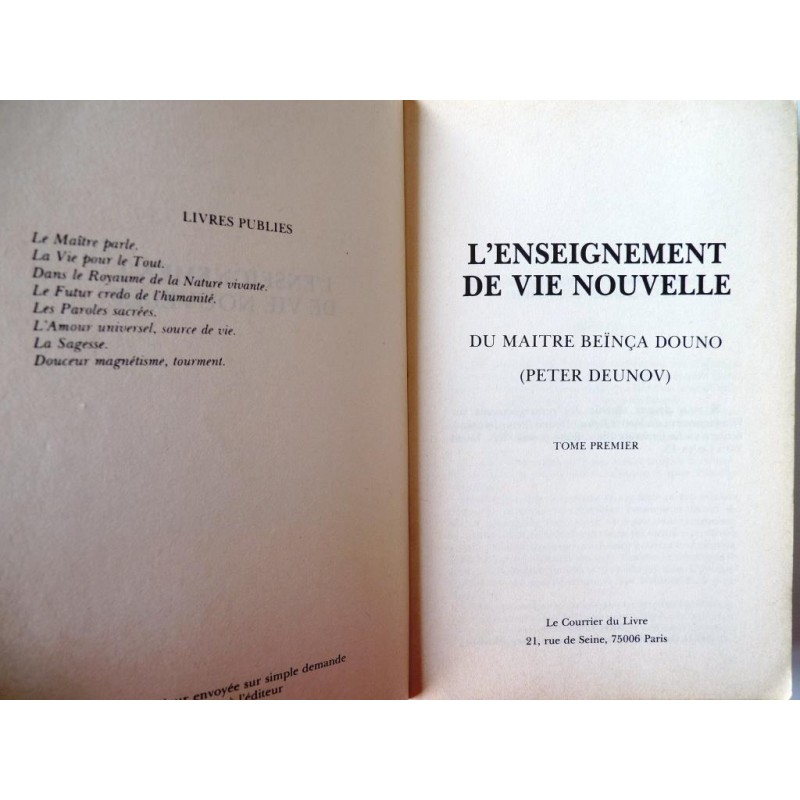 LIVRES PUBLIES
Le Maître parle.
La Vie pour le Tout.
Dans le Royaume de la Nature vivante.
Le Futur credo de l'humanité.
Les Paroles sacrées.
L'Amour universel, source de vie.
La Sagesse.
Douceur magnétisme, tourment.
envoyée sur simple demande
l'éditeur
L'ENSEIGNEMENT
DE VIE NOUVELLE
DU MAITRE BEÏNÇA DOUNO
(PETER DEUNOV)
TOME PREMIER
Le Courrier du Livre
21, rue de Seine, 75006 Paris